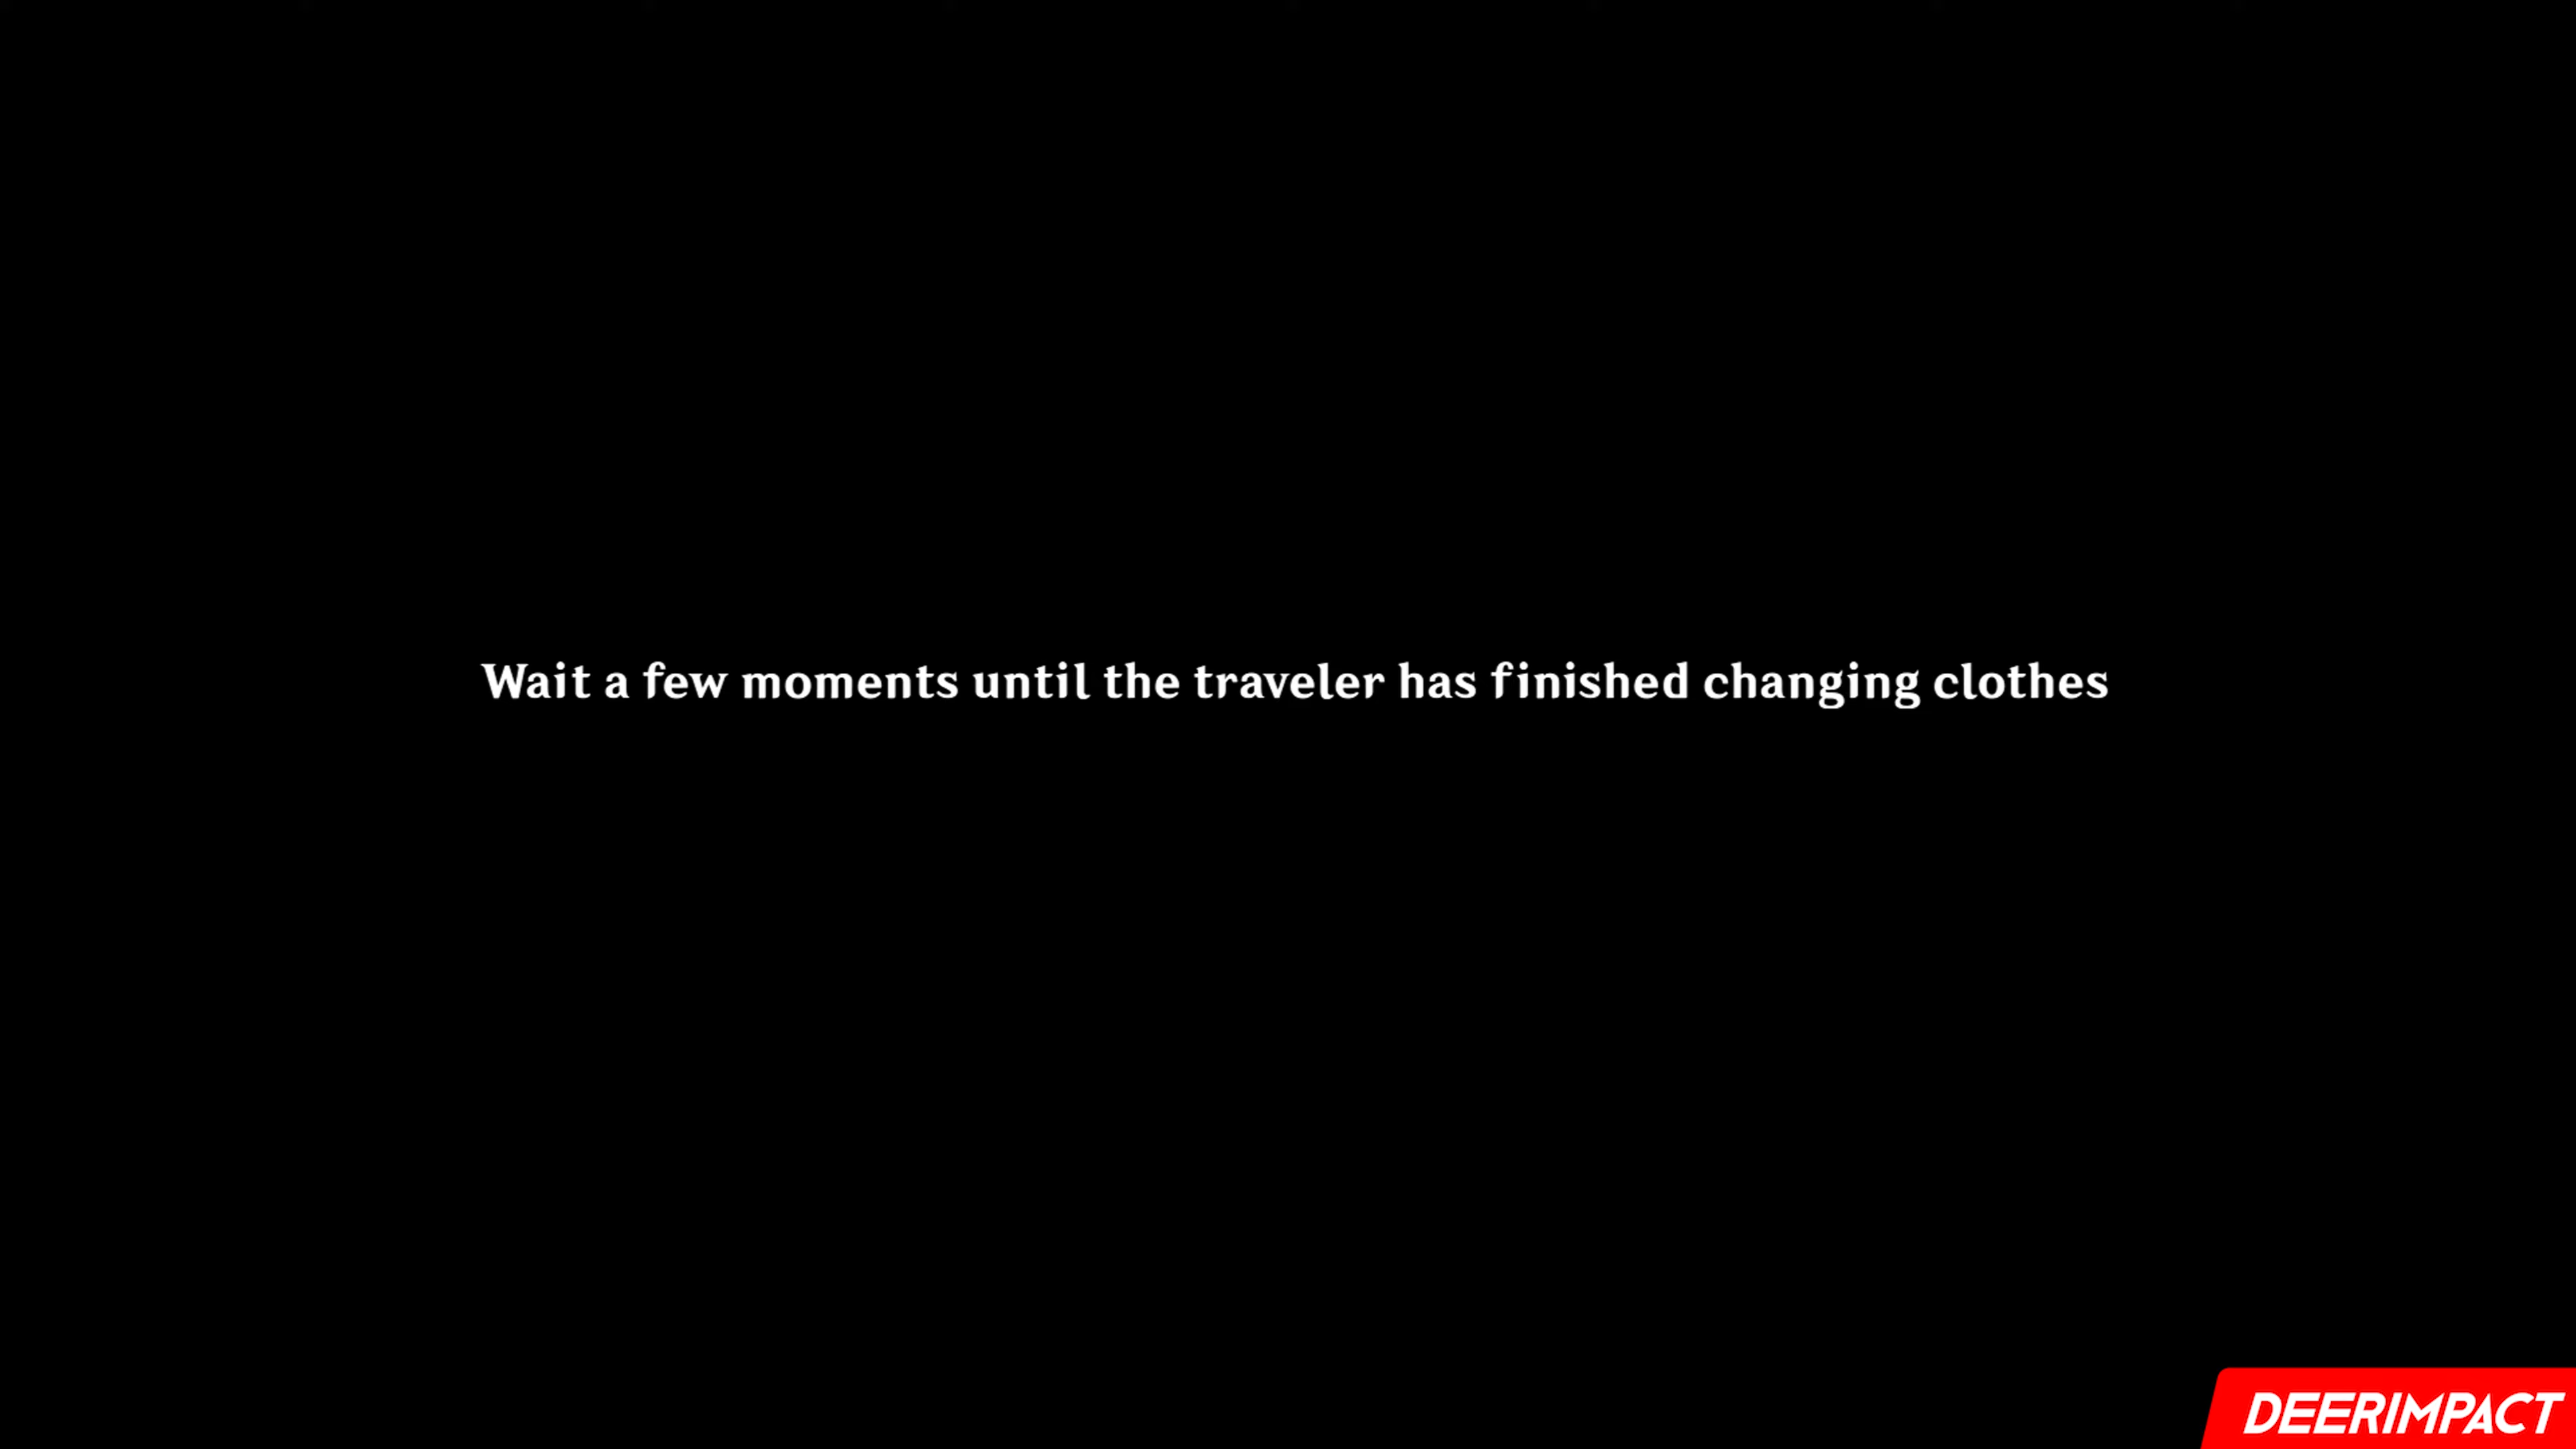 Wait a few moments until the traveler has finished changing clothes
DEERIMPACT